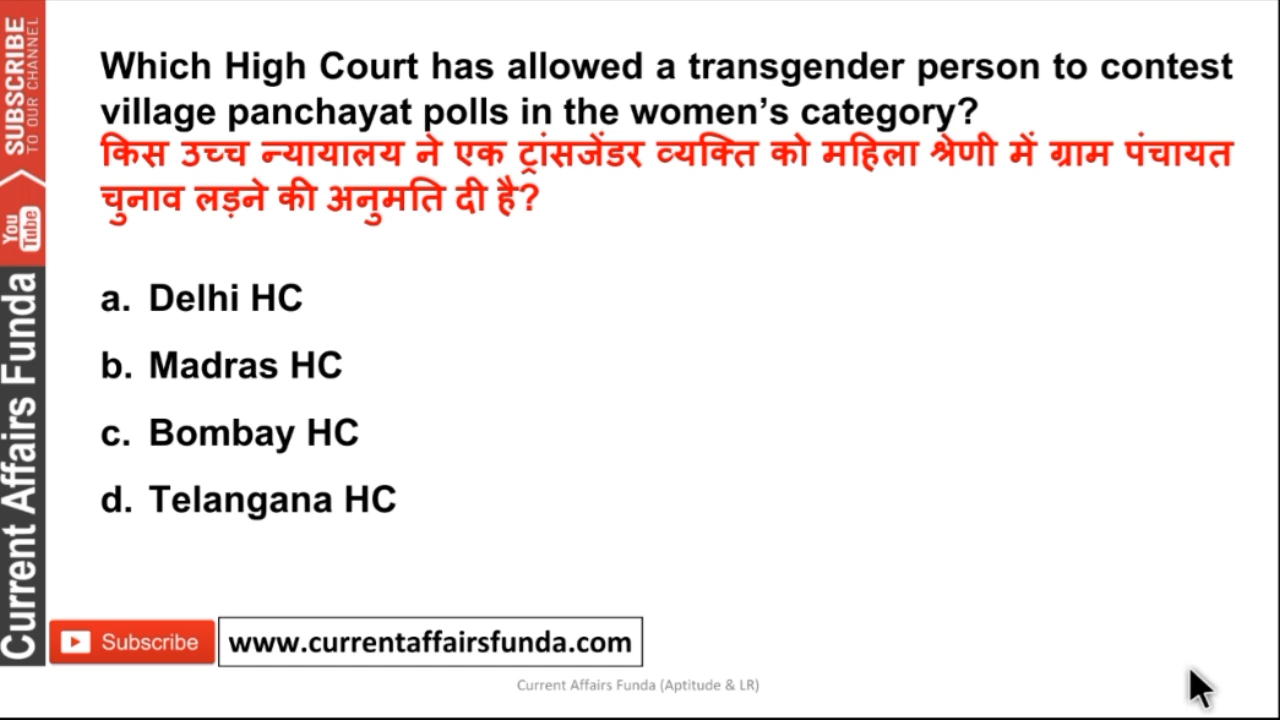 Which High Court has allowed a transgender person to contest
village panchayat polls in the women’s category?
किस उच्च न्यायालय ने एक ट्रांसजेंडर व्यक्ति को महिला श्रेणी में ग्राम पंचायत
चुनाव लड़ने की अनुमति दी है?
a. Delhi HC
b. Madras HC
c. Bombay HC
d. Telangana HC
SUBSCRIBE
TO OUR CHANNEL
You
Tube
Current Affairs Funda
Subscribe
www.currentaffairsfunda.com
Current Affairs Funda (Aptitude & LR)